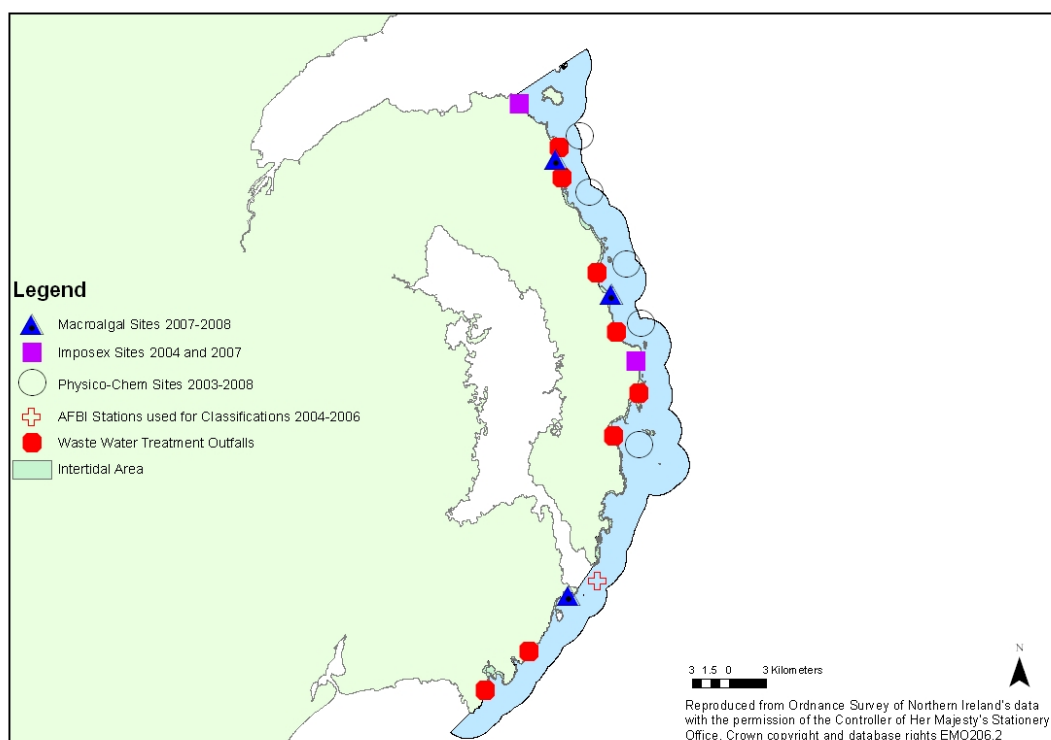 Legend
Macroalgal Sites 2007-2008
Imposex Sites 2004 and 2007
Physico-Chem Sites 2003-2008
AFBI Stations used for Classifications 2004-2006
Waste Water Treatment Outfalls
Intertidal Area
N
3 1.5 0 3 Kilometers
Reproduced from Ordnance Survey of Northern Ireland's data
with the permission of the Controller of Her Majesty's Stationery
Office. Crown copyright and database rights EMO206.2